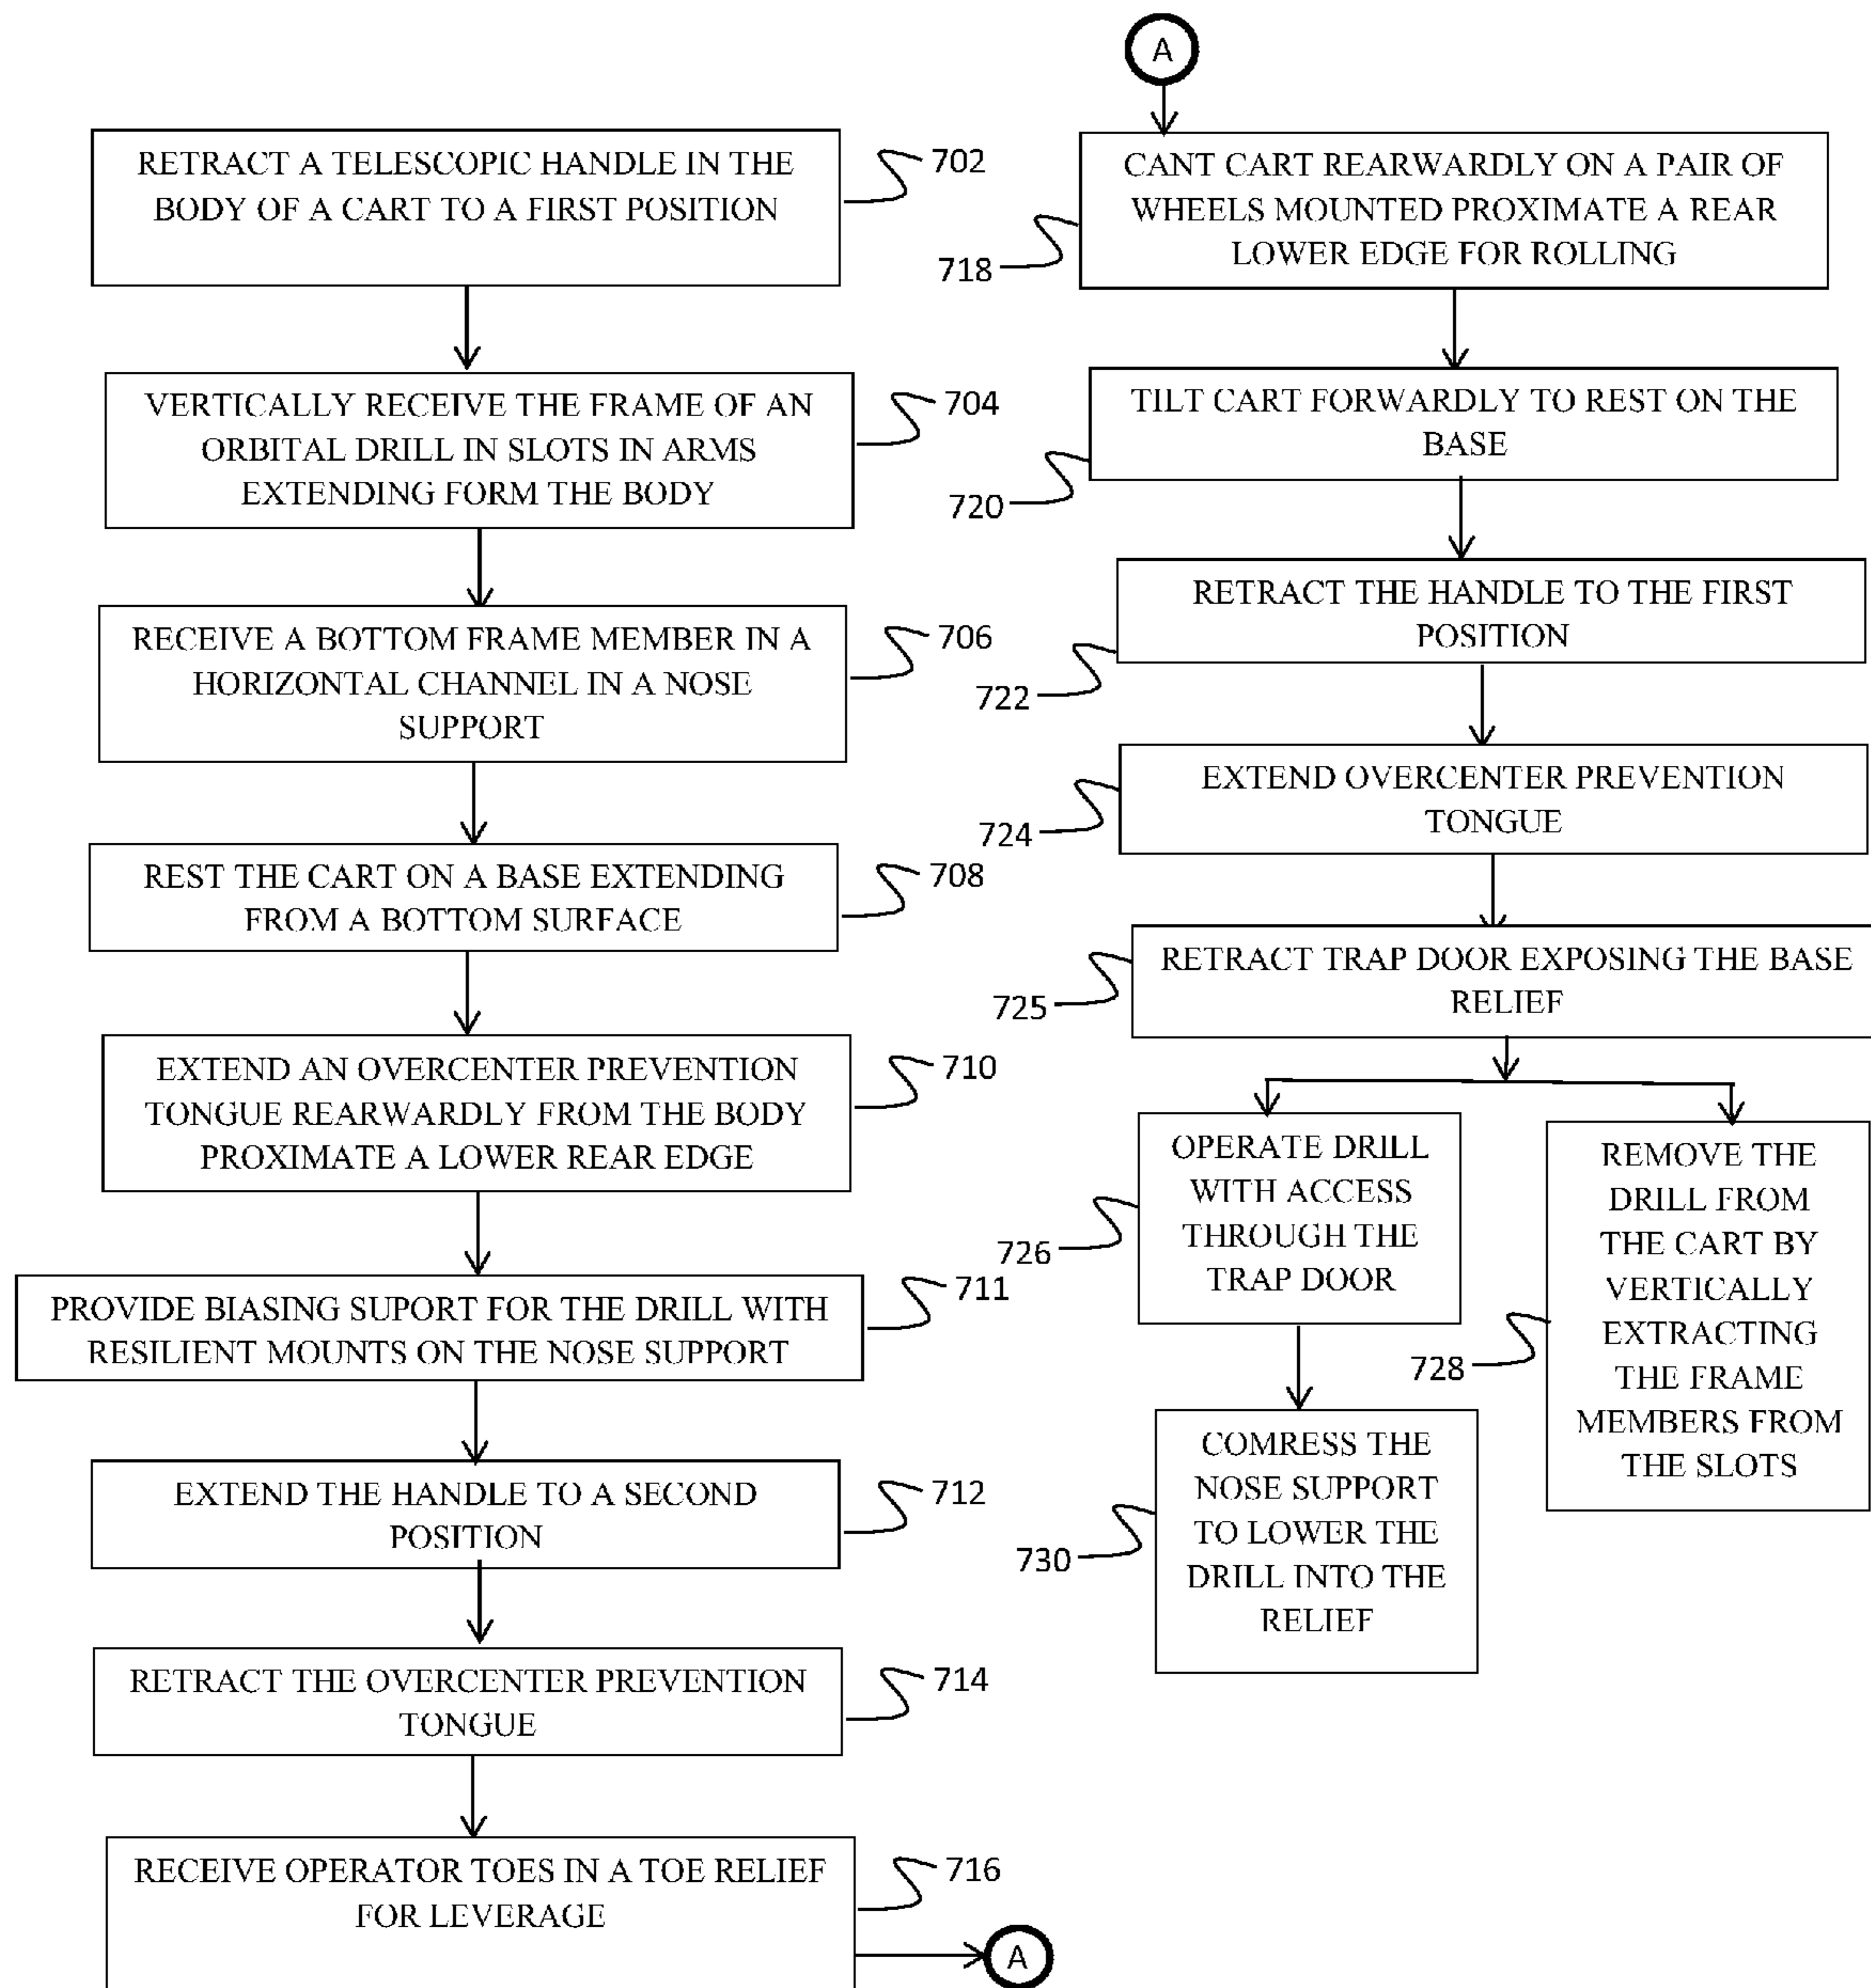 RETRACT A TELESCOPIC HANDLE IN THE
BODY OF A CART TO A FIRST POSITION
702
VERTICALLY RECEIVE THE FRAME OF AN
ORBITAL DRILL IN SLOTS IN ARMS
EXTENDING FORM THE BODY
704
RECEIVE A BOTTOM FRAME MEMBER IN A
HORIZONTAL CHANNEL IN A NOSE
SUPPORT
706
REST THE CART ON A BASE EXTENDING
FROM A BOTTOM SURFACE
708
EXTEND AN OVERCENTER PREVENTION
TONGUE REARWARDLY FROM THE BODY
PROXIMATE A LOWER REAR EDGE
710
PROVIDE BIASING SUPORT FOR THE DRILL WITH
RESILIENT MOUNTS ON THE NOSE SUPPORT
711
EXTEND THE HANDLE TO A SECOND
POSITION
712
RETRACT THE OVERCENTER PREVENTION
TONGUE
714
RECEIVE OPERATOR TOES IN A TOE RELIEF
FOR LEVERAGE
716
A
A
CANT CART REARWARDLY ON A PAIR OF
WHEELS MOUNTED PROXIMATE A REAR
LOWER EDGE FOR ROLLING
718
TILT CART FORWARDLY TO REST ON THE
BASE
720
RETRACT THE HANDLE TO THE FIRST
POSITION
722
EXTEND OVERCENTER PREVENTION
TONGUE
724
RETRACT TRAP DOOR EXPOSING THE BASE
RELIEF
725
OPERATE DRILL
WITH ACCESS
THROUGH THE
TRAP DOOR
726
REMOVE THE
DRILL FROM
THE CART BY
VERTICALLY
EXTRACTING
THE FRAME
MEMBERS FROM
THE SLOTS
728
COMRESS THE
NOSE SUPPORT
TO LOWER THE
DRILL INTO THE
RELIEF
730